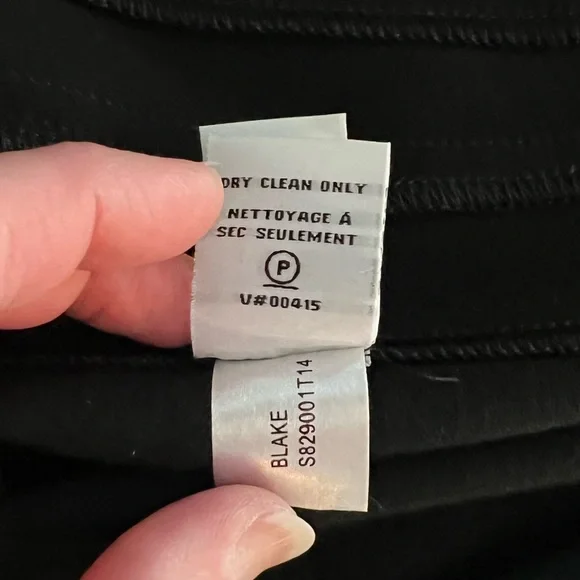 DRY CLEAN ONLY
NETTOYAGE Á
SEC SEULEMENT
P
V#00415
BLAKE
S829001T14